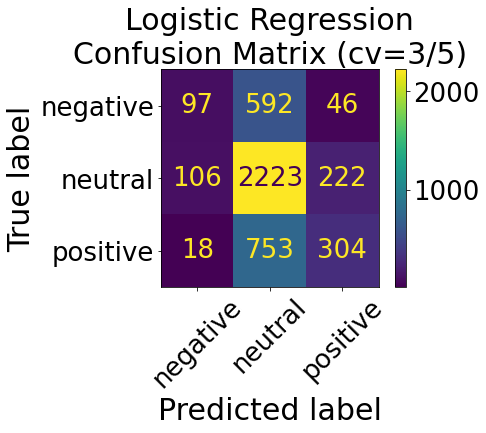 Logistic Regression
Confusion Matrix (cv=3/5)
True label
negative 97 592 46
neutral 106 2223 222
positive 18 753 304
2000
1000
negative neutral positive
Predicted label